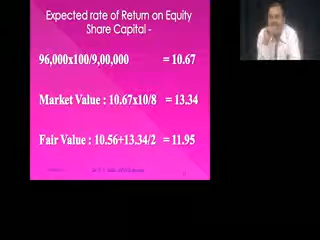 Expected rate of Return on Equity
Share Capital -
96,000x100/9,00,000 = 10.67
Market Value : 10.67x10/8 = 13.34
Fair Value : 10.56+13.34/2 = 11.95